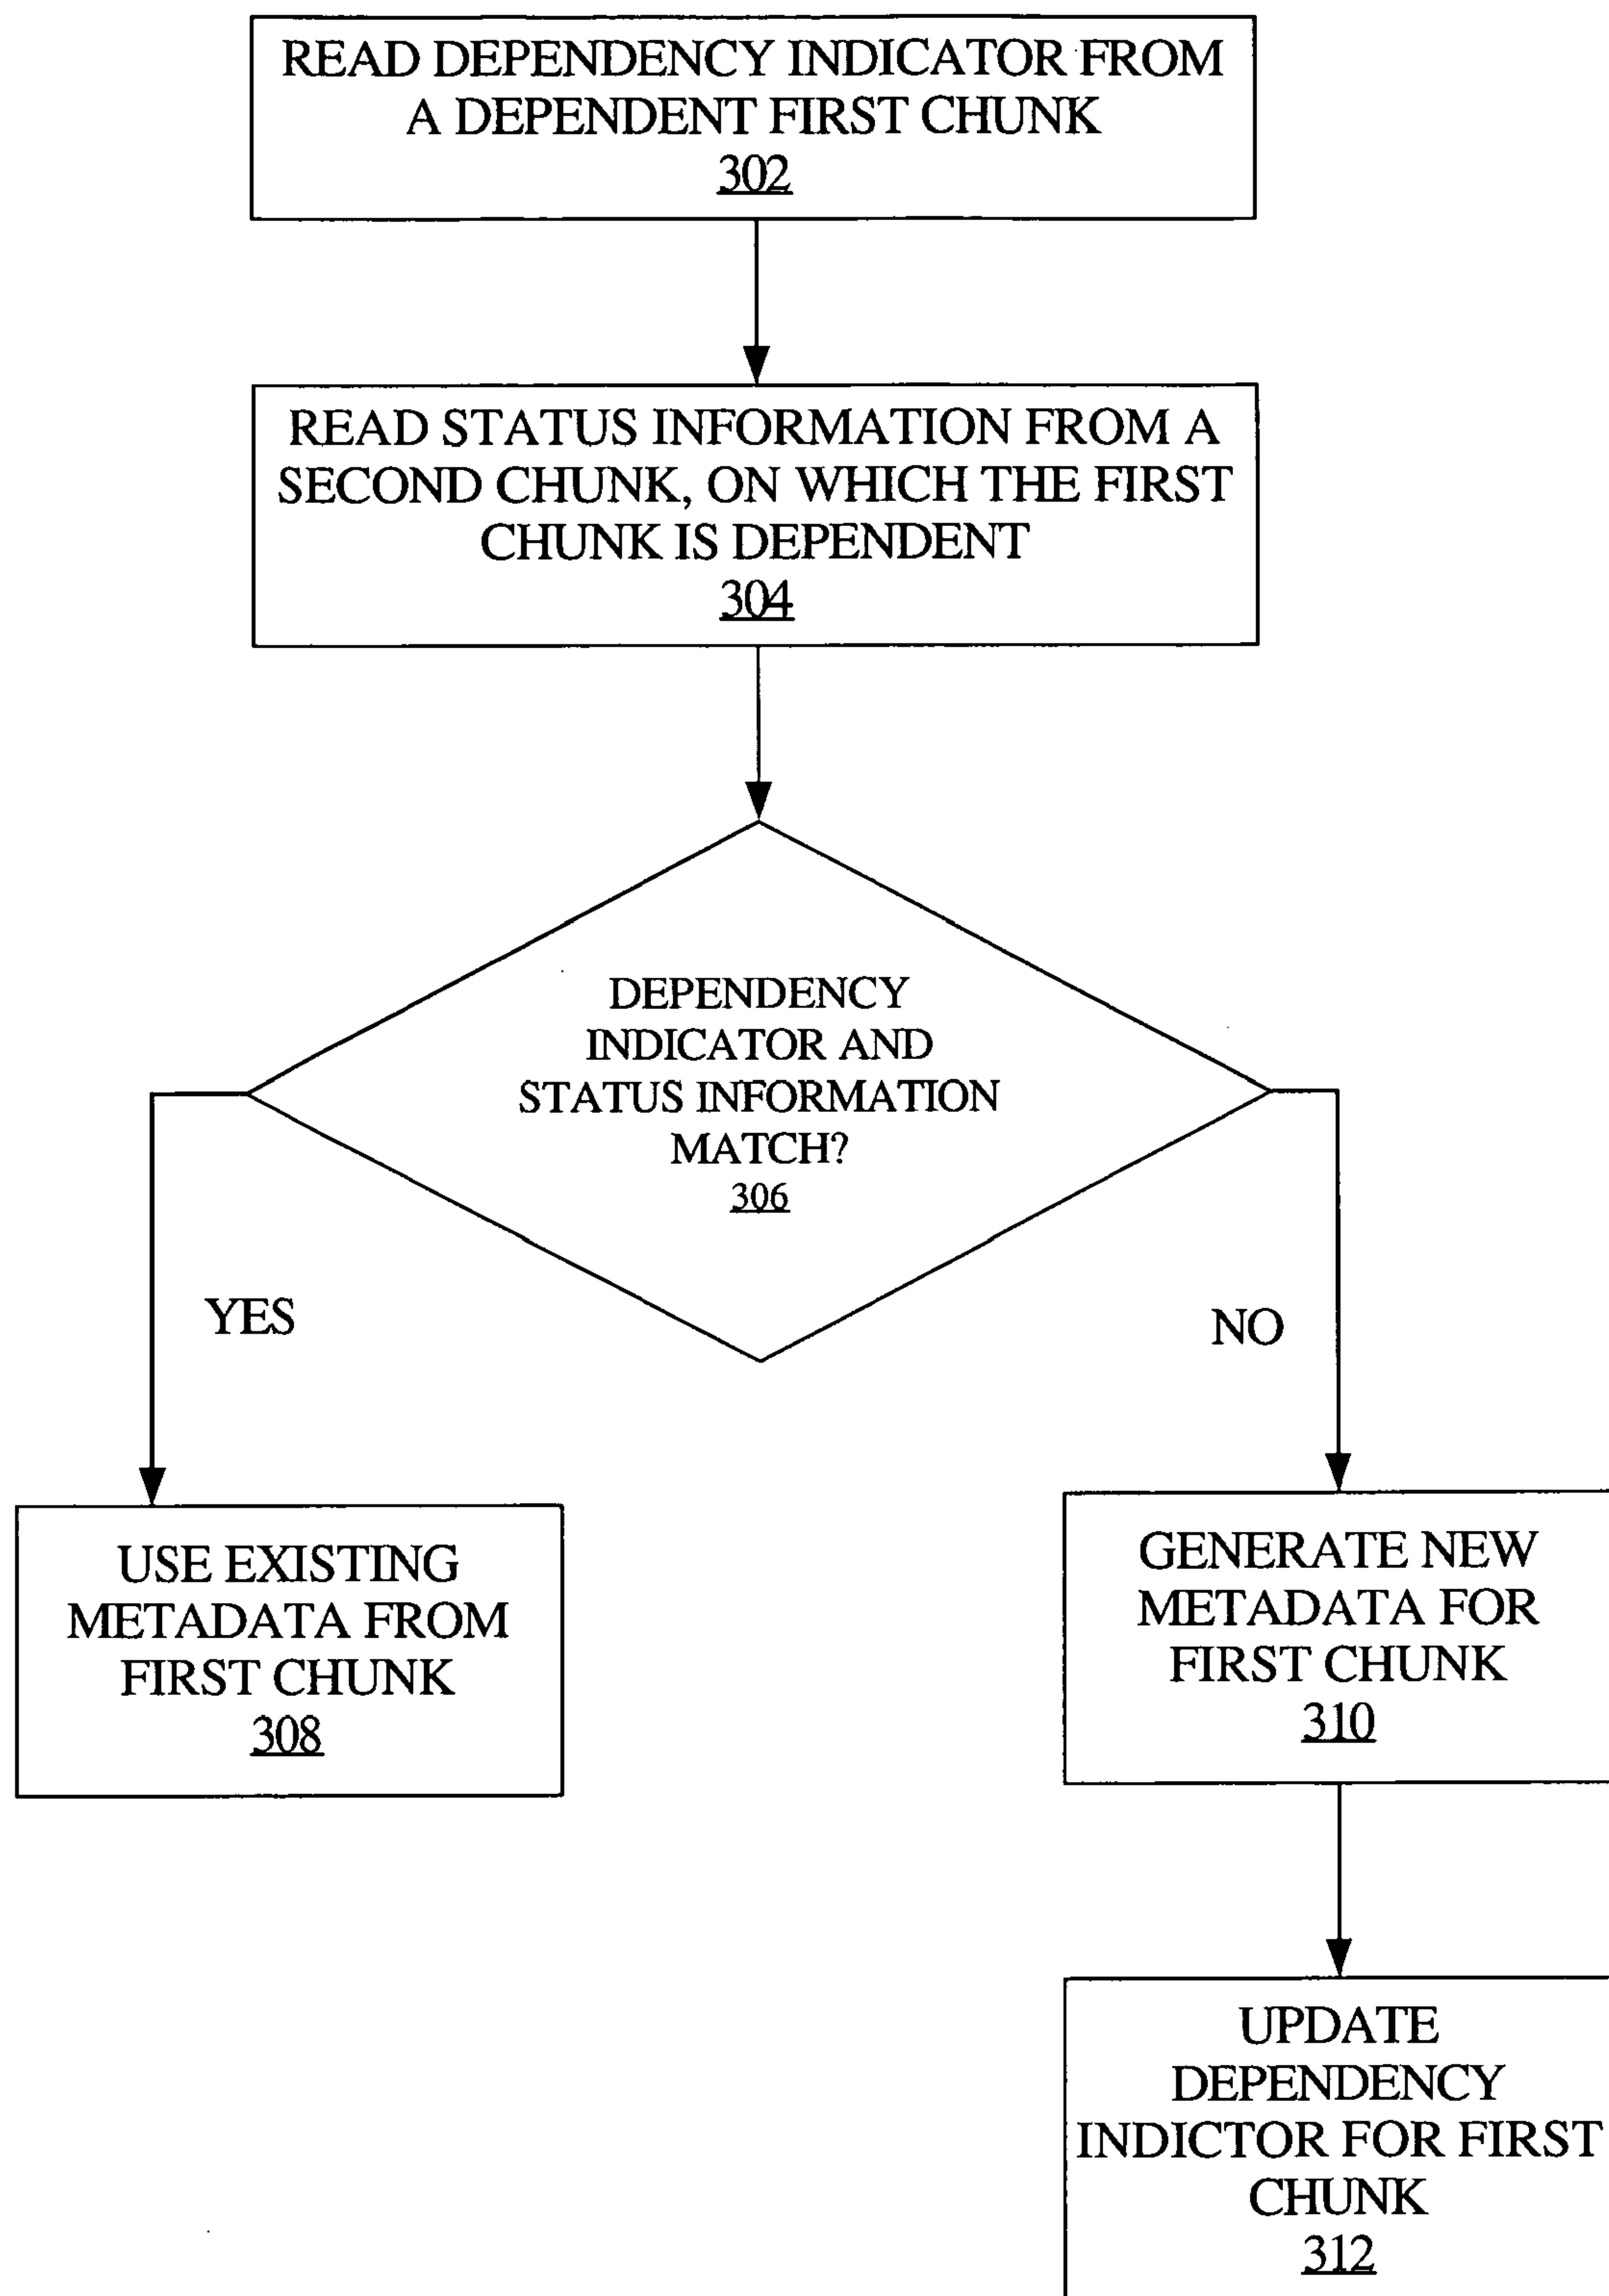 READ DEPENDENCY INDICATOR FROM
A DEPENDENT FIRST CHUNK
302
READ STATUS INFORMATION FROM A
SECOND CHUNK, ON WHICH THE FIRST
CHUNK IS DEPENDENT
304
DEPENDENCY
INDICATOR AND
STATUS INFORMATION
MATCH?
306
YES
NO
USE EXISTING
METADATA FROM
FIRST CHUNK
308
GENERATE NEW
METADATA FOR
FIRST CHUNK
310
UPDATE
DEPENDENCY
INDICTOR FOR FIRST
CHUNK
312